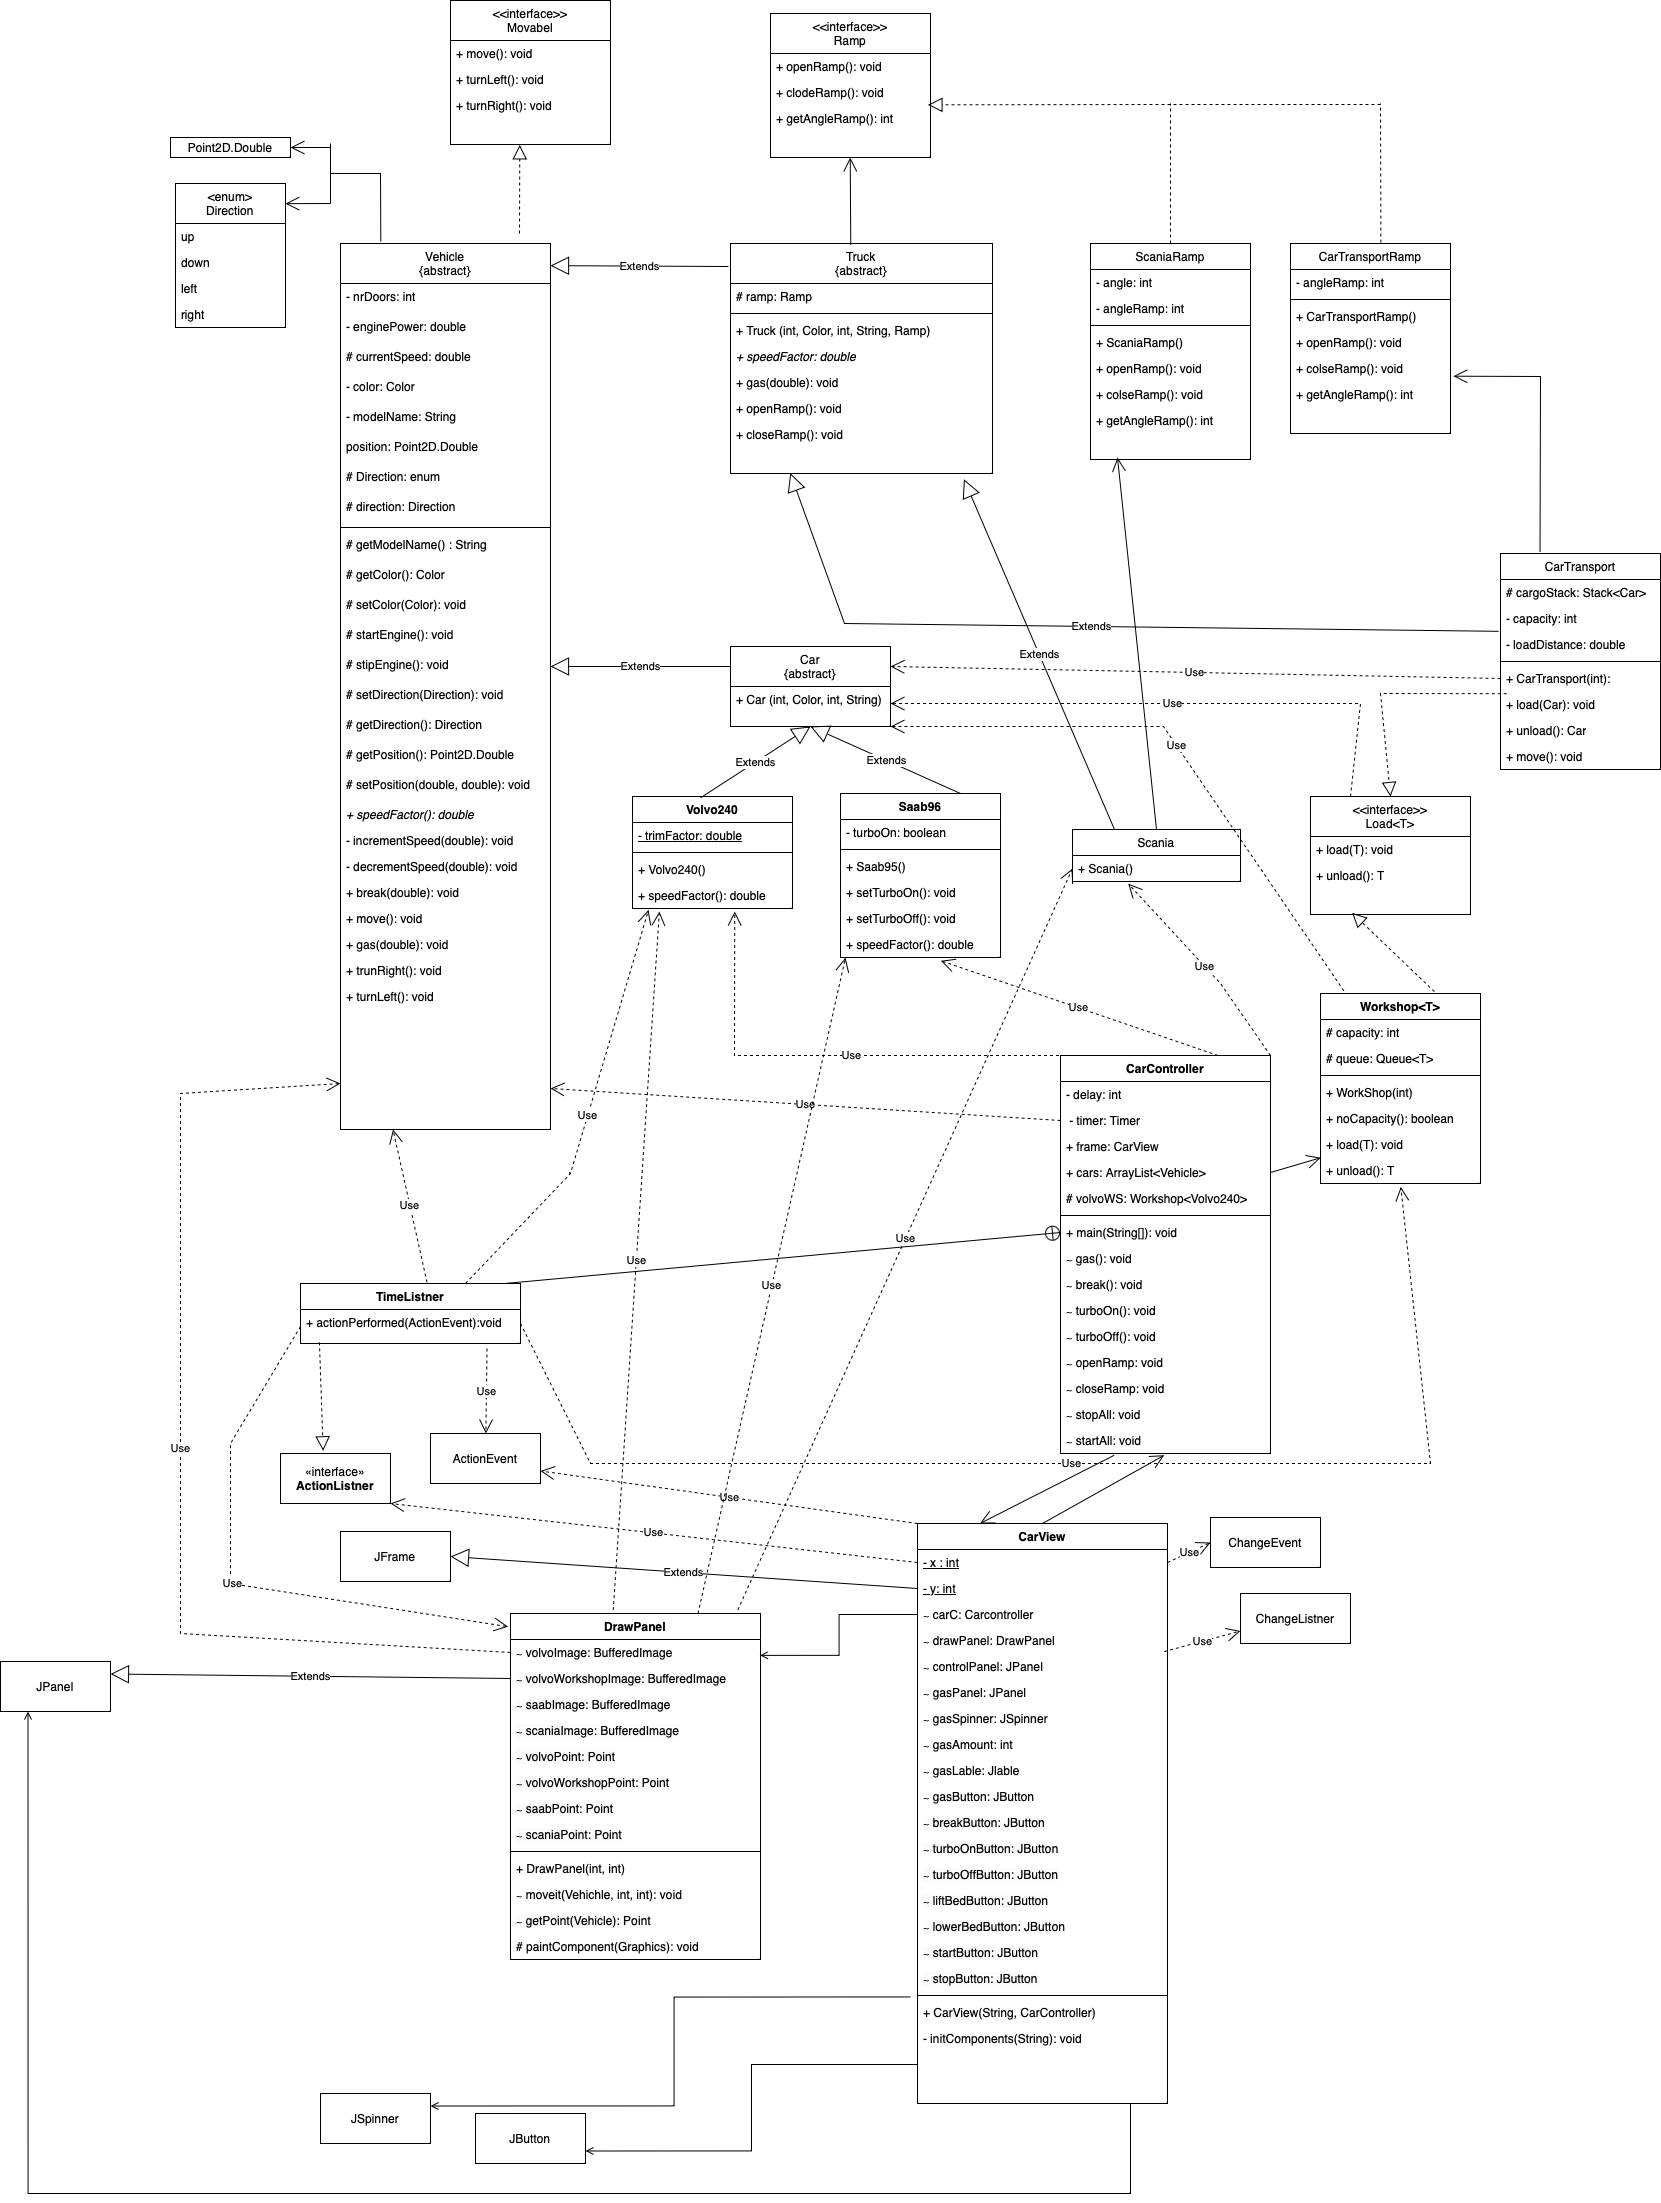 <<interface>>
Movabel
+ move(): void
+ turnLeft(): void
+ turnRight(): void
<<interface>>
Ramp
+ openRamp(): void
+ clodeRamp(): void
+ getAngleRamp(): int
Point2D.Double
<enum>
Direction
up
down
left
right
Vehicle
{abstract}
- nrDoors: int
- enginePower: double
# currentSpeed: double
- color: Color
- modelName: String
position: Point2D.Double
# Direction: enum
# direction: Direction
# getModelName() : String
# getColor(): Color
# setColor(Color): void
# startEngine(): void
# stipEngine(): void
# setDirection(Direction): void
# getDirection(): Direction
# getPosition(): Point2D.Double
# setPosition(double, double): void
+ speedFactor(): double
- incrementSpeed(double): void
- decrementSpeed(double): void
+ break(double): void
+ move(): void
+ gas(double): void
+ trunRight(): void
+ turnLeft(): void
Extends
Truck
{abstract}
# ramp: Ramp
+ Truck (int, Color, int, String, Ramp)
+ speedFactor: double
+ gas(double): void
+ openRamp(): void
+ closeRamp(): void
ScaniaRamp
- angle: int
- angleRamp: int
+ ScaniaRamp()
+ openRamp(): void
+ colseRamp(): void
+ getAngleRamp(): int
CarTransportRamp
- angleRamp: int
+ CarTransportRamp()
+ openRamp(): void
+ colseRamp(): void
+ getAngleRamp(): int
CarTransport
# cargoStack: Stack<Car>
- capacity: int
- loadDistance: double
+ CarTransport(int):
+ load(Car): void
+ unload(): Car
+ move(): void
Extends
Extends
Extends
Car
{abstract}
+ Car (int, Color, int, String)
Use
Use
Use
Extends
Extends
Volvo240
- trimFactor: double
+ Volvo240()
+ speedFactor(): double
Saab96
- turboOn: boolean
+ Saab95()
+ setTurboOn(): void
+ setTurboOff(): void
+ speedFactor(): double
Scania
+ Scania()
<<interface>>
Load<T>
+ load(T): void
+ unload(): T
Use
Use
Use
Workshop<T>
# capacity: int
# queue: Queue<T>
+ WorkShop(int)
+ noCapacity(): boolean
+ load(T): void
+ unload(): T
CarController
- delay: int
- timer: Timer
+ frame: CarView
+ cars: ArrayList<Vehicle>
# volvoWS: Workshop<Volvo240>
+ main(String[]): void
~ gas(): void
~ break(): void
~ turboOn(): void
~ turboOff(): void
~ openRamp: void
~ closeRamp: void
~ stopAll: void
~ startAll: void
Use
Use
Use
Use
Use
Use
TimeListner
+ actionPerformed(ActionEvent):void
Use
Use
Use
ActionEvent
«interface»
ActionListner
Use
Use
Use
JFrame
Extends
Use
CarView
- x : int
- y: int
~ carC: Carcontroller
~ drawPanel: DrawPanel
~ controlPanel: JPanel
~ gasPanel: JPanel
~ gasSpinner: JSpinner
~ gasAmount: int
~ gasLable: Jlable
~ gasButton: JButton
~ breakButton: JButton
~ turboOnButton: JButton
~ turboOffButton: JButton
~ liftBedButton: JButton
~ lowerBedButton: JButton
~ startButton: JButton
~ stopButton: JButton
+ CarView(String, CarController)
- initComponents(String): void
Use
ChangeEvent
Use
ChangeListner
DrawPanel
~ volvoImage: BufferedImage
~ volvoWorkshopImage: BufferedImage
~ saabImage: BufferedImage
~ scaniaImage: BufferedImage
~ volvoPoint: Point
~ volvoWorkshopPoint: Point
~ saabPoint: Point
~ scaniaPoint: Point
+ DrawPanel(int, int)
~ moveit(Vehichle, int, int): void
~ getPoint(Vehicle): Point
# paintComponent(Graphics): void
JPanel
Extends
JSpinner
JButton